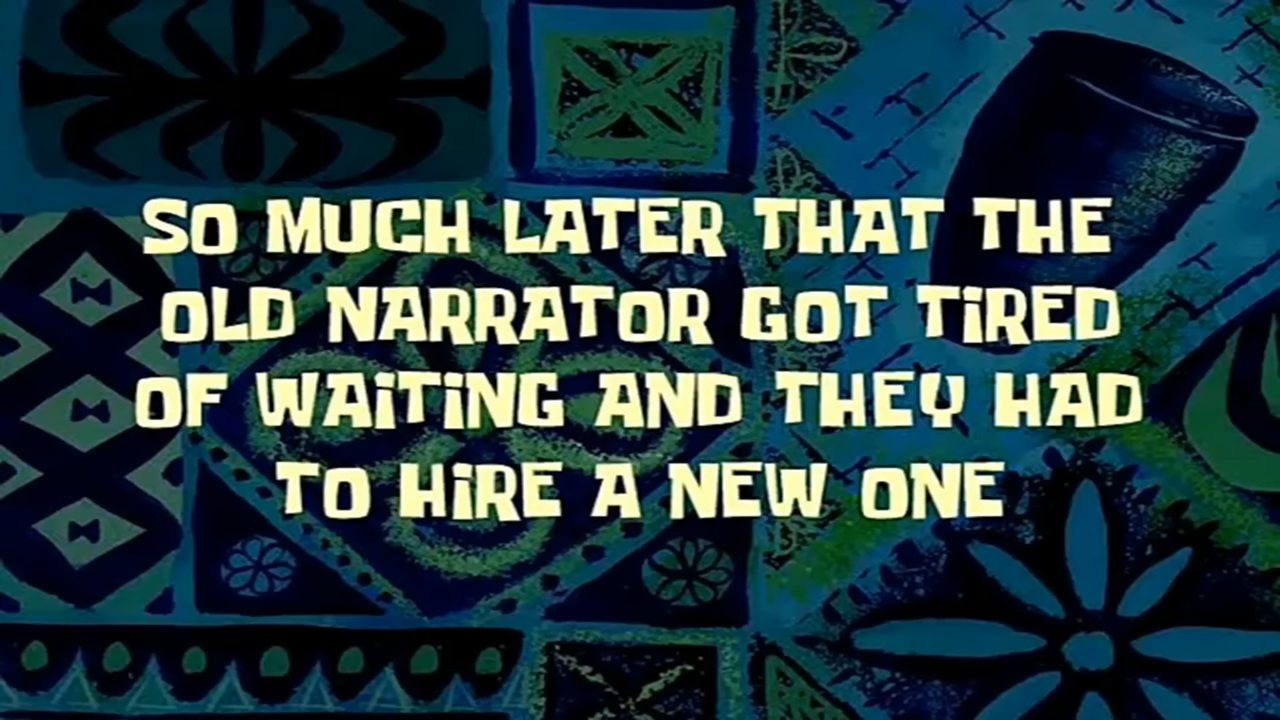 SO MUCH LATER THAT THE
OLD NARRATOR GOT TiRED
OF WAiTiNG AND THEY HAD
TO HiRE A NEW ONE